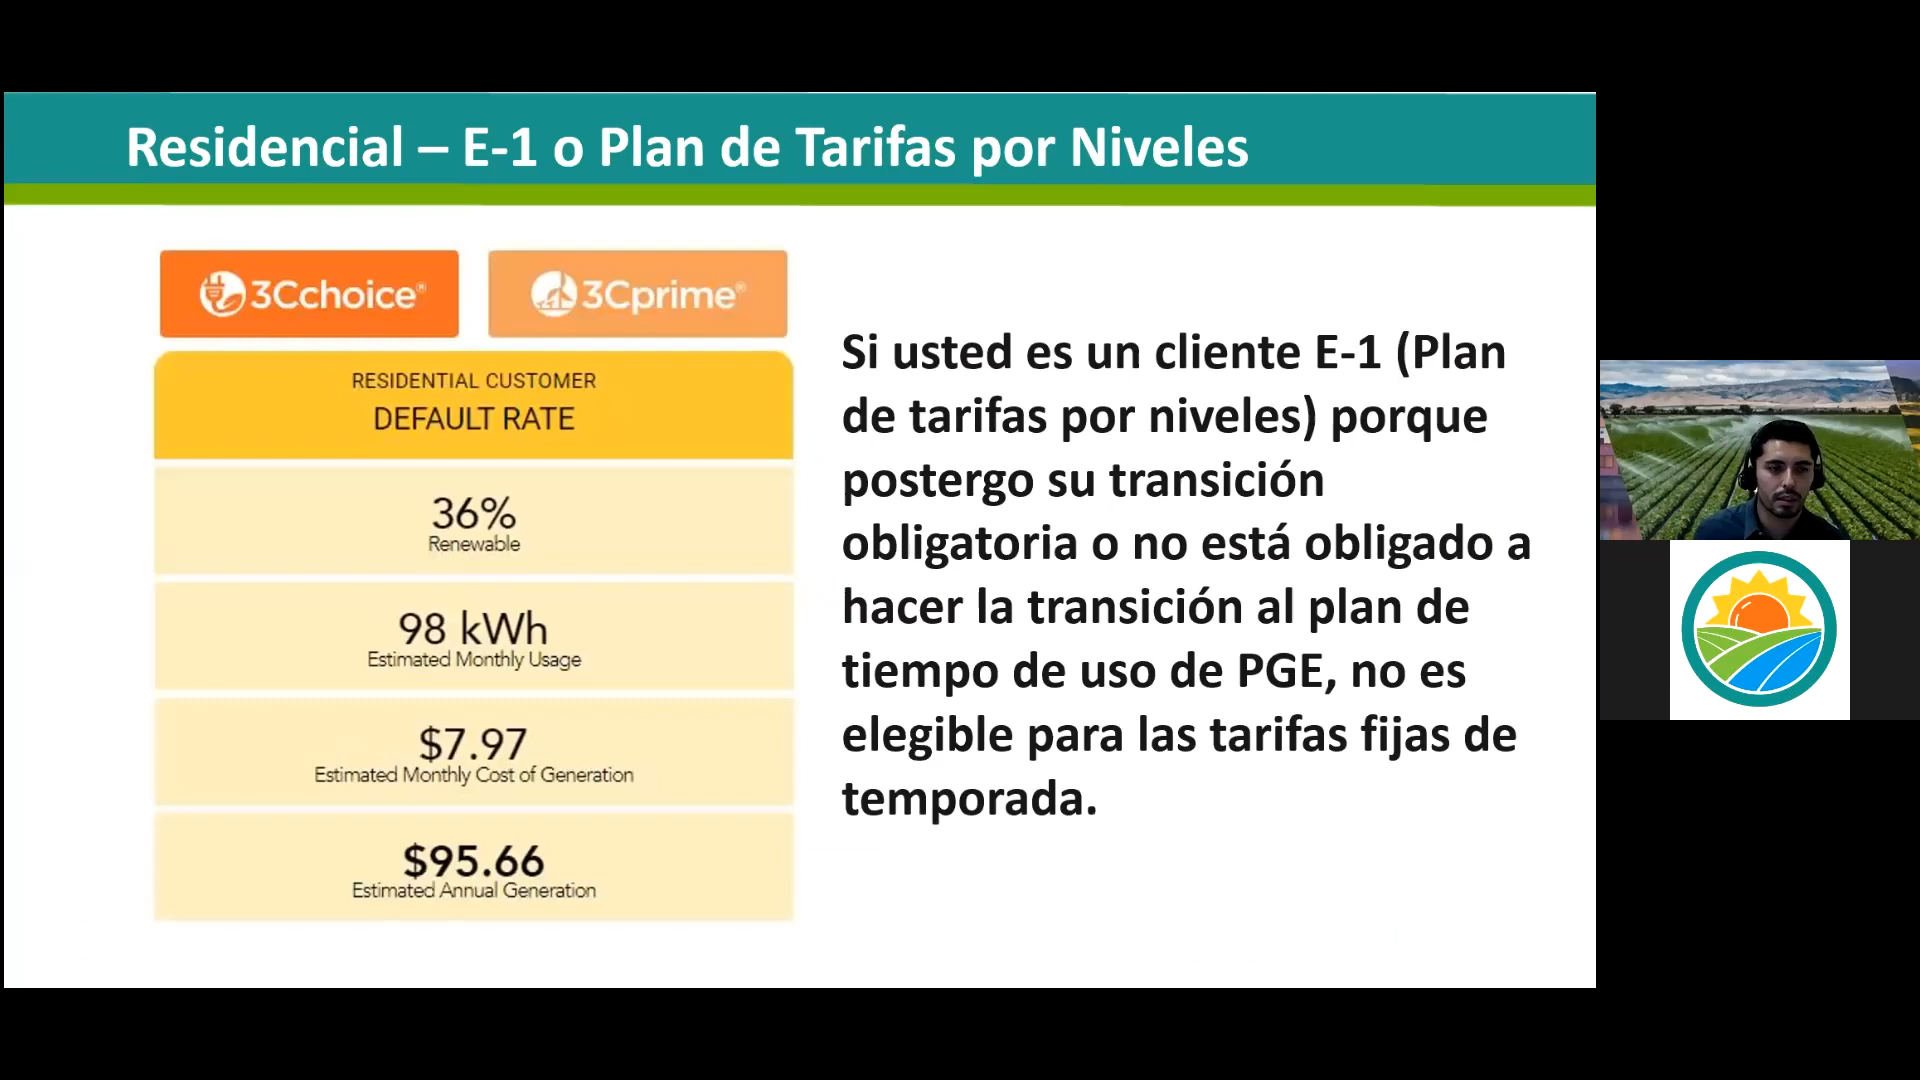 Residencial – E-1 o Plan de Tarifas por Niveles
3Cchoice®
3Cprime®
RESIDENTIAL CUSTOMER
DEFAULT RATE
36%
Renewable
98 kWh
Estimated Monthly Usage
$7.97
Estimated Monthly Cost of Generation
$95.66
Estimated Annual Generation
Si usted es un cliente E-1 (Plan
de tarifas por niveles) porque
postergo su transición
obligatoria o no está obligado a
hacer la transición al plan de
tiempo de uso de PGE, no es
elegible para las tarifas fijas de
temporada.